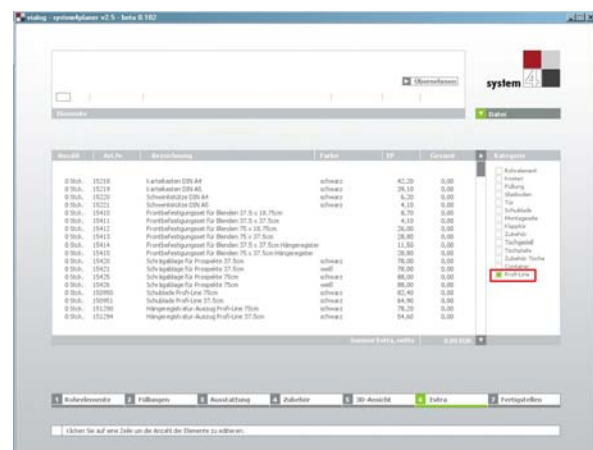 vialog - system4planer v2.5 - beta 0.102
Übernehmen
system 4
Elemente
Datei
Anzahl Art.Nr. Bezeichnung Farbe EP Gesamt Kategorie
0 Stck. 15218 Karteikasten DIN A4 schwarz 42,20 0,00
0 Stck. 15219 Karteikasten DIN A5 schwarz 39,10 0,00
0 Stck. 15220 Schwenkstütze DIN A4 schwarz 6,20 0,00
0 Stck. 15221 Schwenkstütze DIN A5 schwarz 4,10 0,00
0 Stck. 15410 Frontbefestigungsset für Blenden 37.5 x 18.75cm 8,70 0,00
0 Stck. 15411 Frontbefestigungsset für Blenden 37.5 x 37.5cm 4,10 0,00
0 Stck. 15412 Frontbefestigungsset für Blenden 75 x 18.75cm 26,00 0,00
0 Stck. 15413 Frontbefestigungsset für Blenden 75 x 37.5cm 28,80 0,00
0 Stck. 15414 Frontbefestigungsset für Blenden 37.5 x 37.5cm Hängeregister 11,50 0,00
0 Stck. 15415 Frontbefestigungsset für Blenden 75 x 37.5cm Hängeregister 28,80 0,00
0 Stck. 15420 Schrägablage für Prospekte 37.5cm schwarz 78,00 0,00
0 Stck. 15421 Schrägablage für Prospekte 37.5cm weiß 78,00 0,00
0 Stck. 15425 Schrägablage für Prospekte 75cm schwarz 88,00 0,00
0 Stck. 15426 Schrägablage für Prospekte 75cm weiß 88,00 0,00
0 Stck. 150950 Schublade Profi-Line 75cm schwarz 82,40 0,00
0 Stck. 150951 Schublade Profi-Line 37.5cm schwarz 64,90 0,00
0 Stck. 151290 Hängeregistratur-Auszug Profi-Line 75cm schwarz 78,20 0,00
0 Stck. 151294 Hängeregistratur-Auszug Profi-Line 37.5cm schwarz 54,60 0,00
Rohrelement
Knoten
Füllung
Glasboden
Tür
Schublade
Montageseite
Klapptür
Zubehör
Tischgestell
Tischplatte
Zubehör Tische
Container
Profi-Line
Summe Extra, netto 0,00 EUR
1 Rohrelemente 2 Füllungen 3 Ausstattung 4 Zubehör 5 3D-Ansicht 6 Extra 7 Fertigstellen
Klicken Sie auf eine Zeile um die Anzahl der Elemente zu editieren.